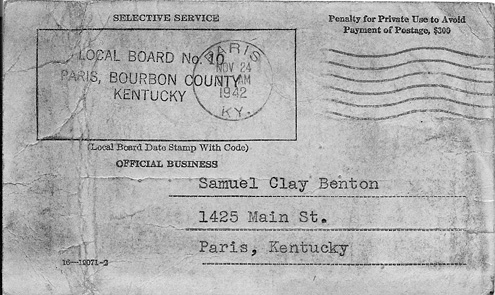 SELECTIVE SERVICE
Penalty for Private Use to Avoid
Payment of Postage, $300
LOCAL BOARD No. 10
PARIS, BOURBON COUNTY
KENTUCKY
PARIS
NOV 24
AM
1942
KY.
(Local Board Date Stamp With Code)
OFFICIAL BUSINESS
Samuel Clay Benton
1425 Main St.
Paris, Kentucky
16—19071-2